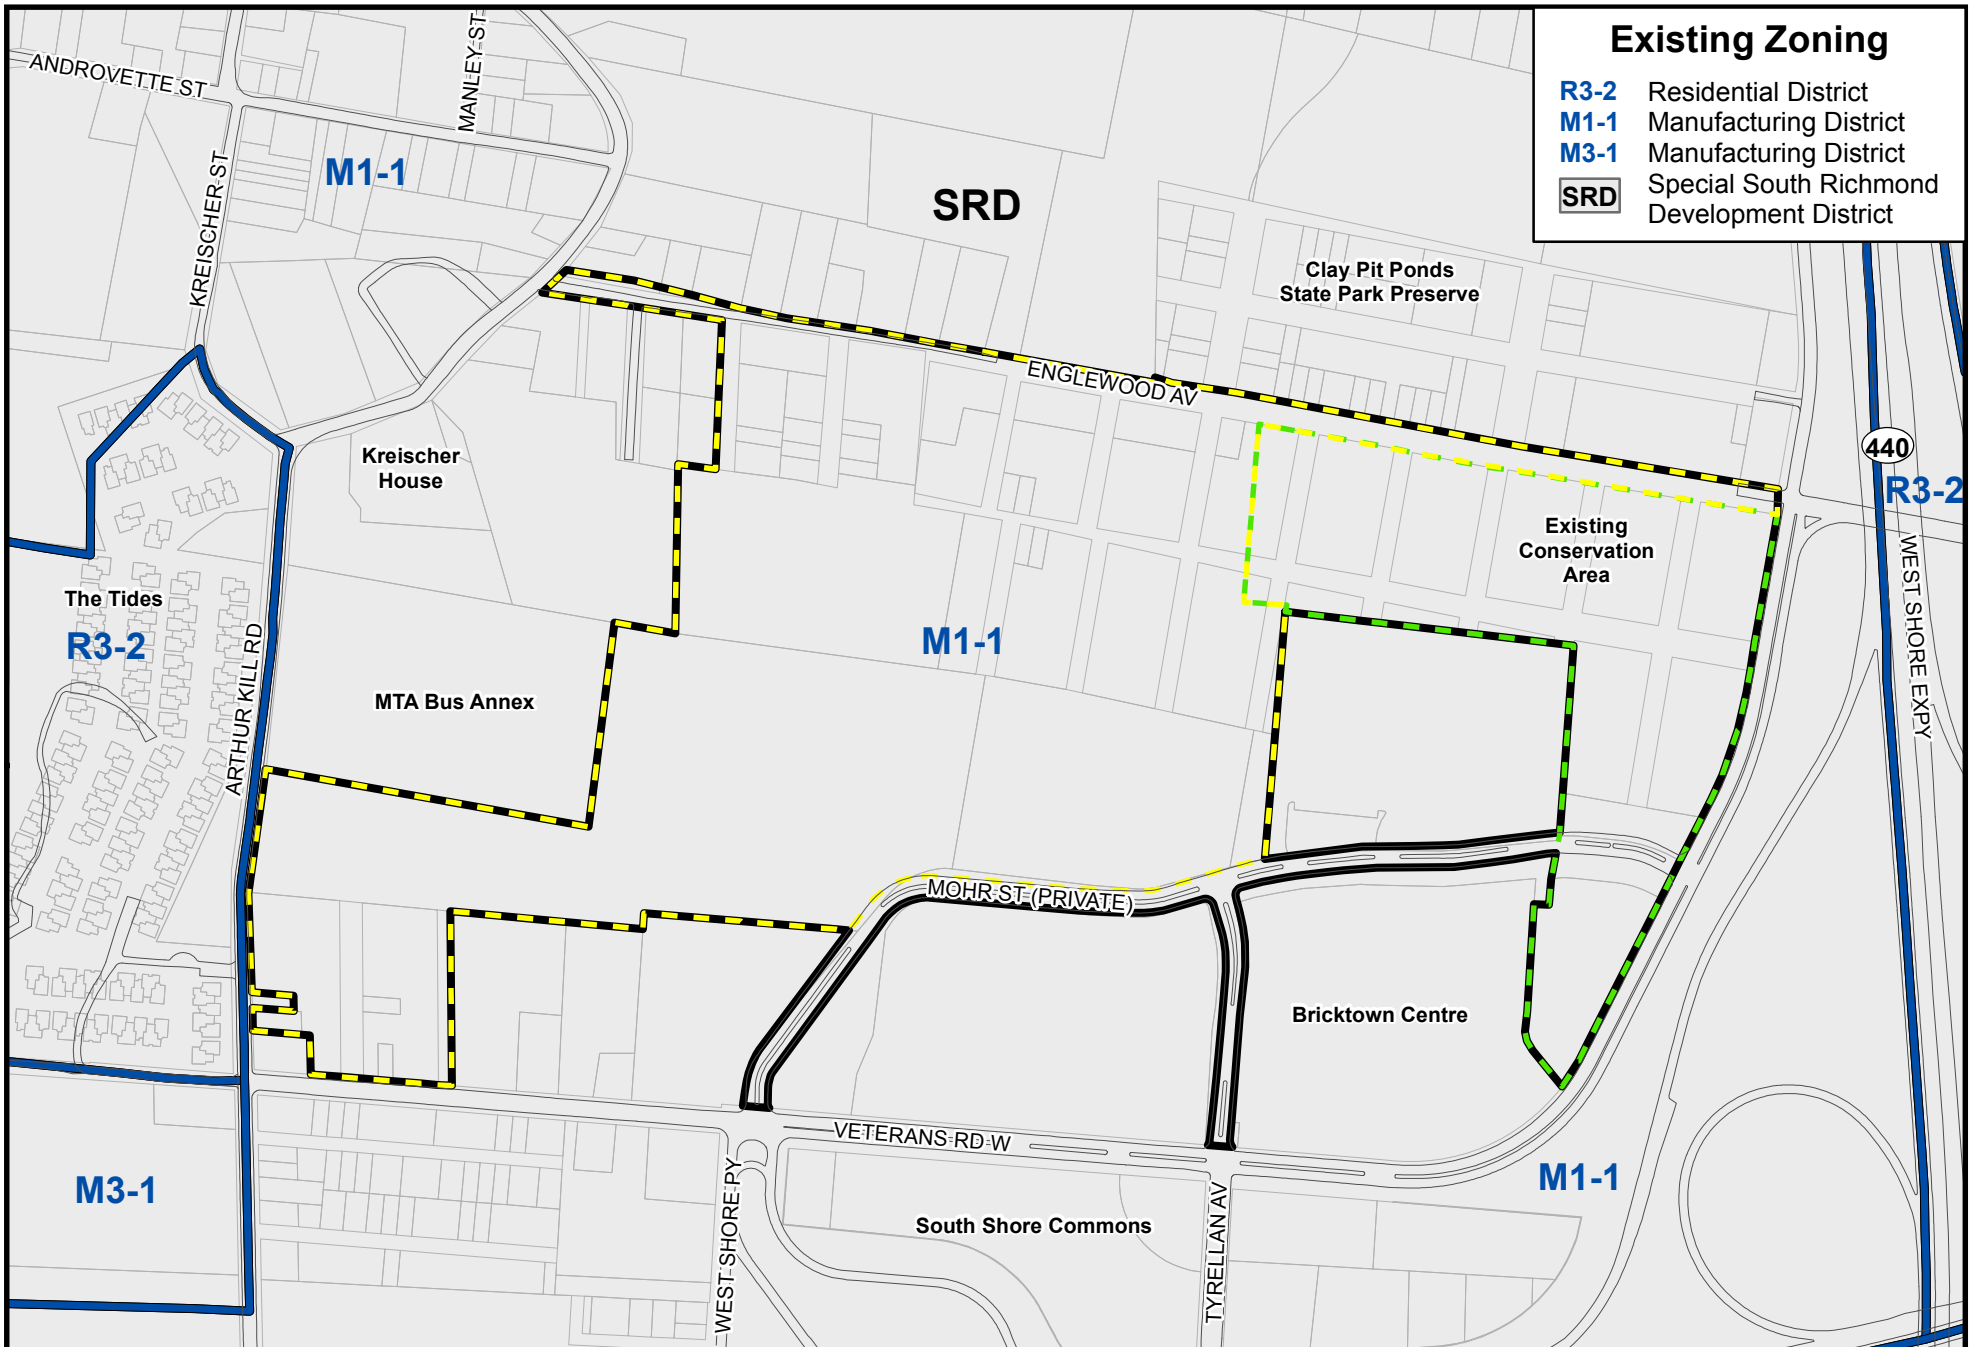 Existing Zoning
R3-2 Residential District
M1-1 Manufacturing District
M3-1 Manufacturing District
SRD Special South Richmond
Development District
ANDROVETTE ST
MANLEY ST
KREISCHER ST
M1-1
SRD
Clay Pit Ponds
State Park Preserve
ENGLEWOOD AV
440
R3-2
Kreischer
House
Existing
Conservation
Area
WEST SHORE EXPY
The Tides
R3-2
ARTHUR KILL RD
M1-1
MTA Bus Annex
MOHR ST (PRIVATE)
Bricktown Centre
VETERANS RD W
M3-1
WEST SHORE PY
South Shore Commons
TYRELLAN AV
M1-1